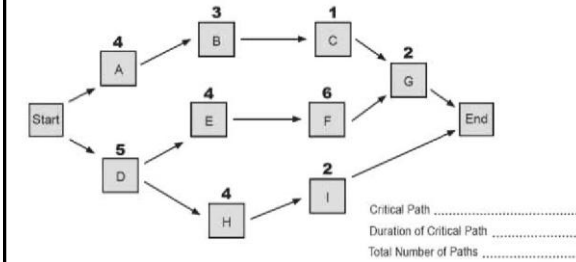 3
1
4
B
C
2
A
G
4
6
Start
E
F
End
5
D
4
2
H
I
Critical Path ..............................
Duration of Critical Path ..................
Total Number of Paths ......................